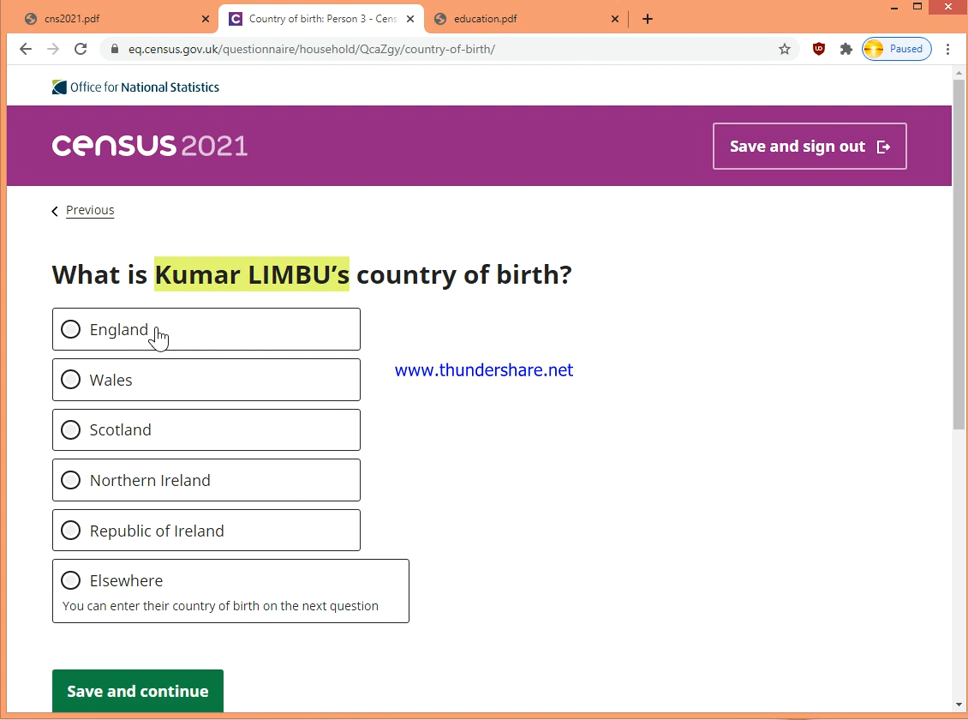 cns2021.pdf
Country of birth: Person 3 - Cens
education.pdf
eq.census.gov.uk/questionnaire/household/QcaZgy/country-of-birth/
Paused
Office for National Statistics
census 2021
Save and sign out
Previous
What is Kumar LIMBU’s country of birth?
England
Wales
www.thundershare.net
Scotland
Northern Ireland
Republic of Ireland
Elsewhere
You can enter their country of birth on the next question
Save and continue